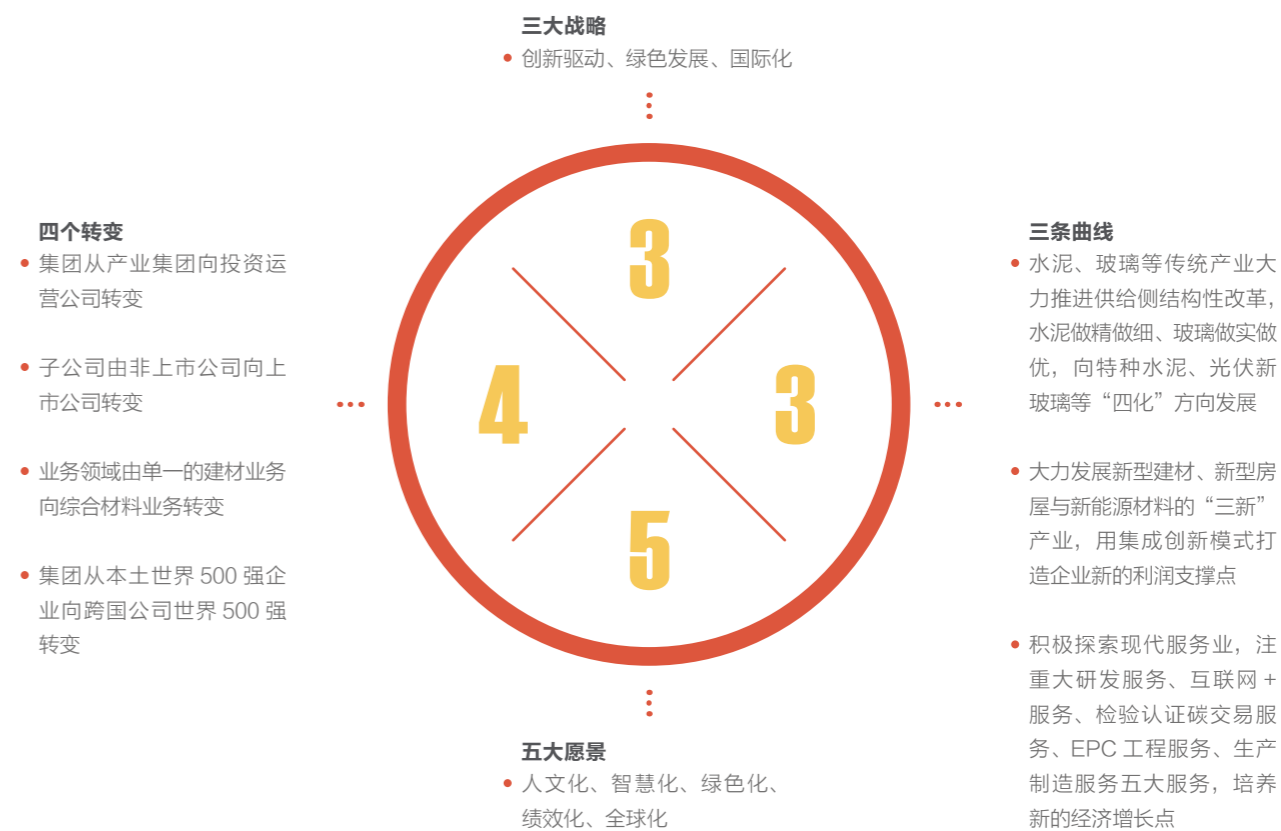 三大战略
创新驱动、绿色发展、国际化
四个转变
集团从产业集团向投资运
营公司转变
子公司由非上市公司向上
市公司转变
业务领域由单一的建材业务
向综合材料业务转变
集团从本土世界 500 强企
业向跨国公司世界 500 强
转变
3
4
3
5
三条曲线
水泥、玻璃等传统产业大
力推进供给侧结构性改革，
水泥做精做细、玻璃做实做
优，向特种水泥、光伏新
玻璃等“四化”方向发展
大力发展新型建材、新型房
屋与新能源材料的“三新”
产业，用集成创新模式打
造企业新的利润支撑点
积极探索现代服务业，注
重大研发服务、互联网 +
服务、检验认证碳交易服
务、EPC 工程服务、生产
制造服务五大服务，培养
新的经济增长点
五大愿景
人文化、智慧化、绿色化、
绩效化、全球化